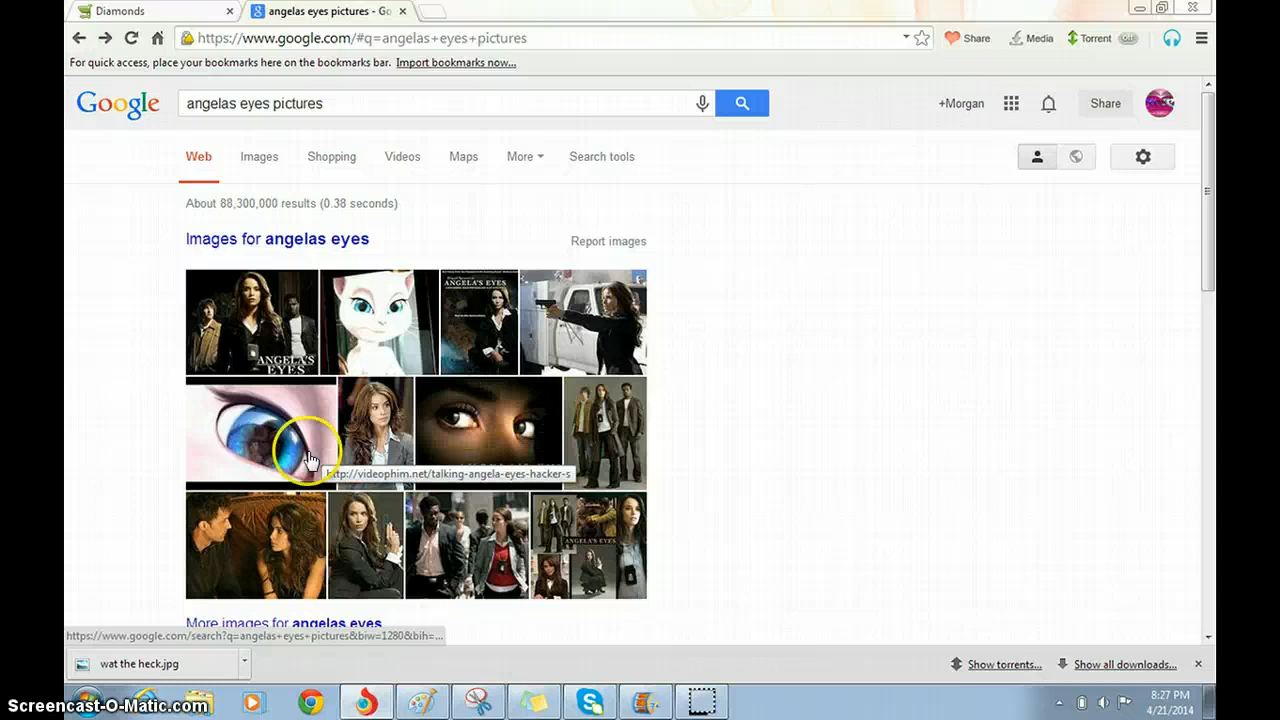 Diamonds
angelas eyes pictures - Go
https://www.google.com/#q=angelas+eyes+pictures
Share
Media
Torrent
For quick access, place your bookmarks here on the bookmarks bar. Import bookmarks now...
Google
angelas eyes pictures
+Morgan
Share
Web
Images
Shopping
Videos
Maps
More
Search tools
About 88,300,000 results (0.38 seconds)
Images for angelas eyes
Report images
ANGELA'S EYES
ANGELA'S
EYES
http://videophim.net/talking-angela-eyes-hacker-s
ANGELA'S EYES
More images for angelas eyes
https://www.google.com/search?q=angelas+eyes+pictures&biw=1280&bih=...
wat the heck.jpg
Show torrents...
Show all downloads...
Screencast-O-Matic.com
8:27 PM
4/21/2014